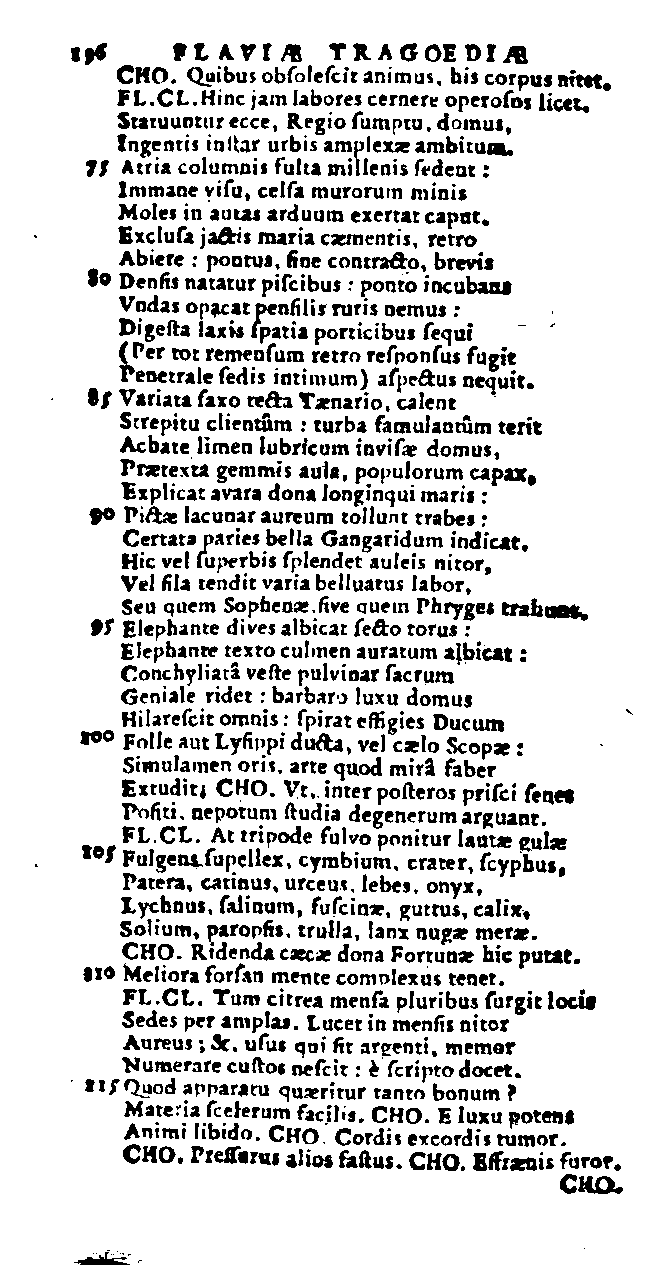 196 FLAVIÆ TRAGOEDIÆ
CHO. Quibus obſoleſcit animus, his corpus nitet.
FL.CL. Hinc jam labores cernere operoſos licet.
Statuuntur ecce, Regio ſumptu, domus,
Ingentis inſtar urbis amplexæ ambitum.
75 Atria columnis fulta millenis ſedent :
Immane viſu, celſa murorum minis
Moles in auras arduum exertat caput.
Excluſa jactis maria cæmentis, retro
Abiere : pontus, ſine contracto, brevis
80 Denſis natatur piſcibus : ponto incubans
Vndas opacat penſilis ruris nemus :
Digeſta laxis ſpatia porticibus ſequi
(Per tot remenſum retro reſponſus fugit
Penetrale ſedis intimum) aſpectus nequit.
85 Variata ſaxo tecta Tænario, calent
Strepitu clientûm : turba famulantûm terit
Achate limen lubricum inviſæ domus,
Prætexta gemmis aula, populorum capax,
Explicat avara dona longinqui maris :
90 Pictæ lacunar aureum tollunt trabes :
Certata paries bella Gangaridum indicat.
Hic vel ſuperbis ſplendet auleis nitor,
Vel fila tendit varia belluatus labor,
Seu quem Sophenæ, ſive quem Phryges trahunt.
95 Elephante dives albicat ſecto torus :
Elephante texto culmen auratum albicat :
Conchyliatâ veſte pulvinar ſacrum
Geniale ridet : barbaro luxu domus
Hilareſcit omnis : ſpirat effigies Ducum
100 Folle aut Lyſippi ducta, vel cælo Scopæ :
Simulamen oris, arte quod mirâ faber
Extudit; CHO. Vt, inter poſteros priſci ſenes
Poſiti, nepotum ſtudia degenerum arguant.
FL.CL. At tripode fulvo ponitur lautæ gulæ
105 Fulgens ſupellex, cymbium, crater, ſcyphus,
Patera, catinus, urceus, lebes, onyx,
Lychnus, ſalinum, fuſcinæ, guttus, calix,
Solium, paropſis, trulla, lanx nugæ meræ.
CHO. Ridenda cæcæ dona Fortunæ hic putat.
110 Meliora forſan mente complexus tenet.
FL.CL. Tum citrea menſa pluribus ſurgit locis
Sedes per amplas. Lucet in menſis nitor
Aureus ; &, uſus qui ſit argenti, memor
Numerare cuſtos neſcit : è ſcripto docet.
115 Quod apparatu quæritur tanto bonum ?
Materia ſcelerum facilis. CHO. E luxu potens
Animi libido. CHO. Cordis excordis tumor.
CHO. Preſſurus alios faſtus. CHO. Effrænis furor.
CHO.